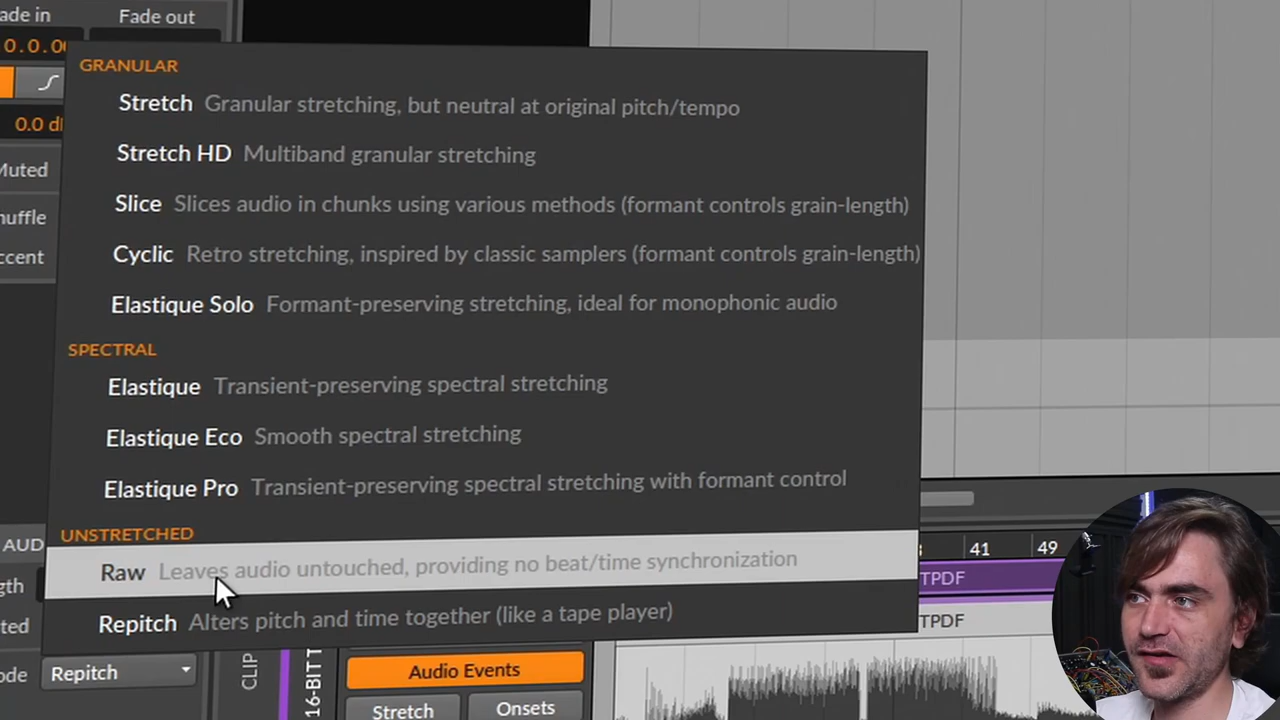 ade in
Fade out
0.0.0
0.0 d
Muted
uffle
ccent
GRANULAR
Stretch Granular stretching, but neutral at original pitch/tempo
Stretch HD Multiband granular stretching
Slice Slices audio in chunks using various methods (formant controls grain-length)
Cyclic Retro stretching, inspired by classic samplers (formant controls grain-length)
Elastique Solo Formant-preserving stretching, ideal for monophonic audio
SPECTRAL
Elastique Transient-preserving spectral stretching
Elastique Eco Smooth spectral stretching
Elastique Pro Transient-preserving spectral stretching with formant control
UNSTRETCHED
Raw Leaves audio untouched, providing no beat/time synchronization
Repitch Alters pitch and time together (like a tape player)
AUD
gth
ted
ode
Repitch
CLIP
16-BITT
Audio Events
Stretch
Onsets
41
49
TPDF
TPDF